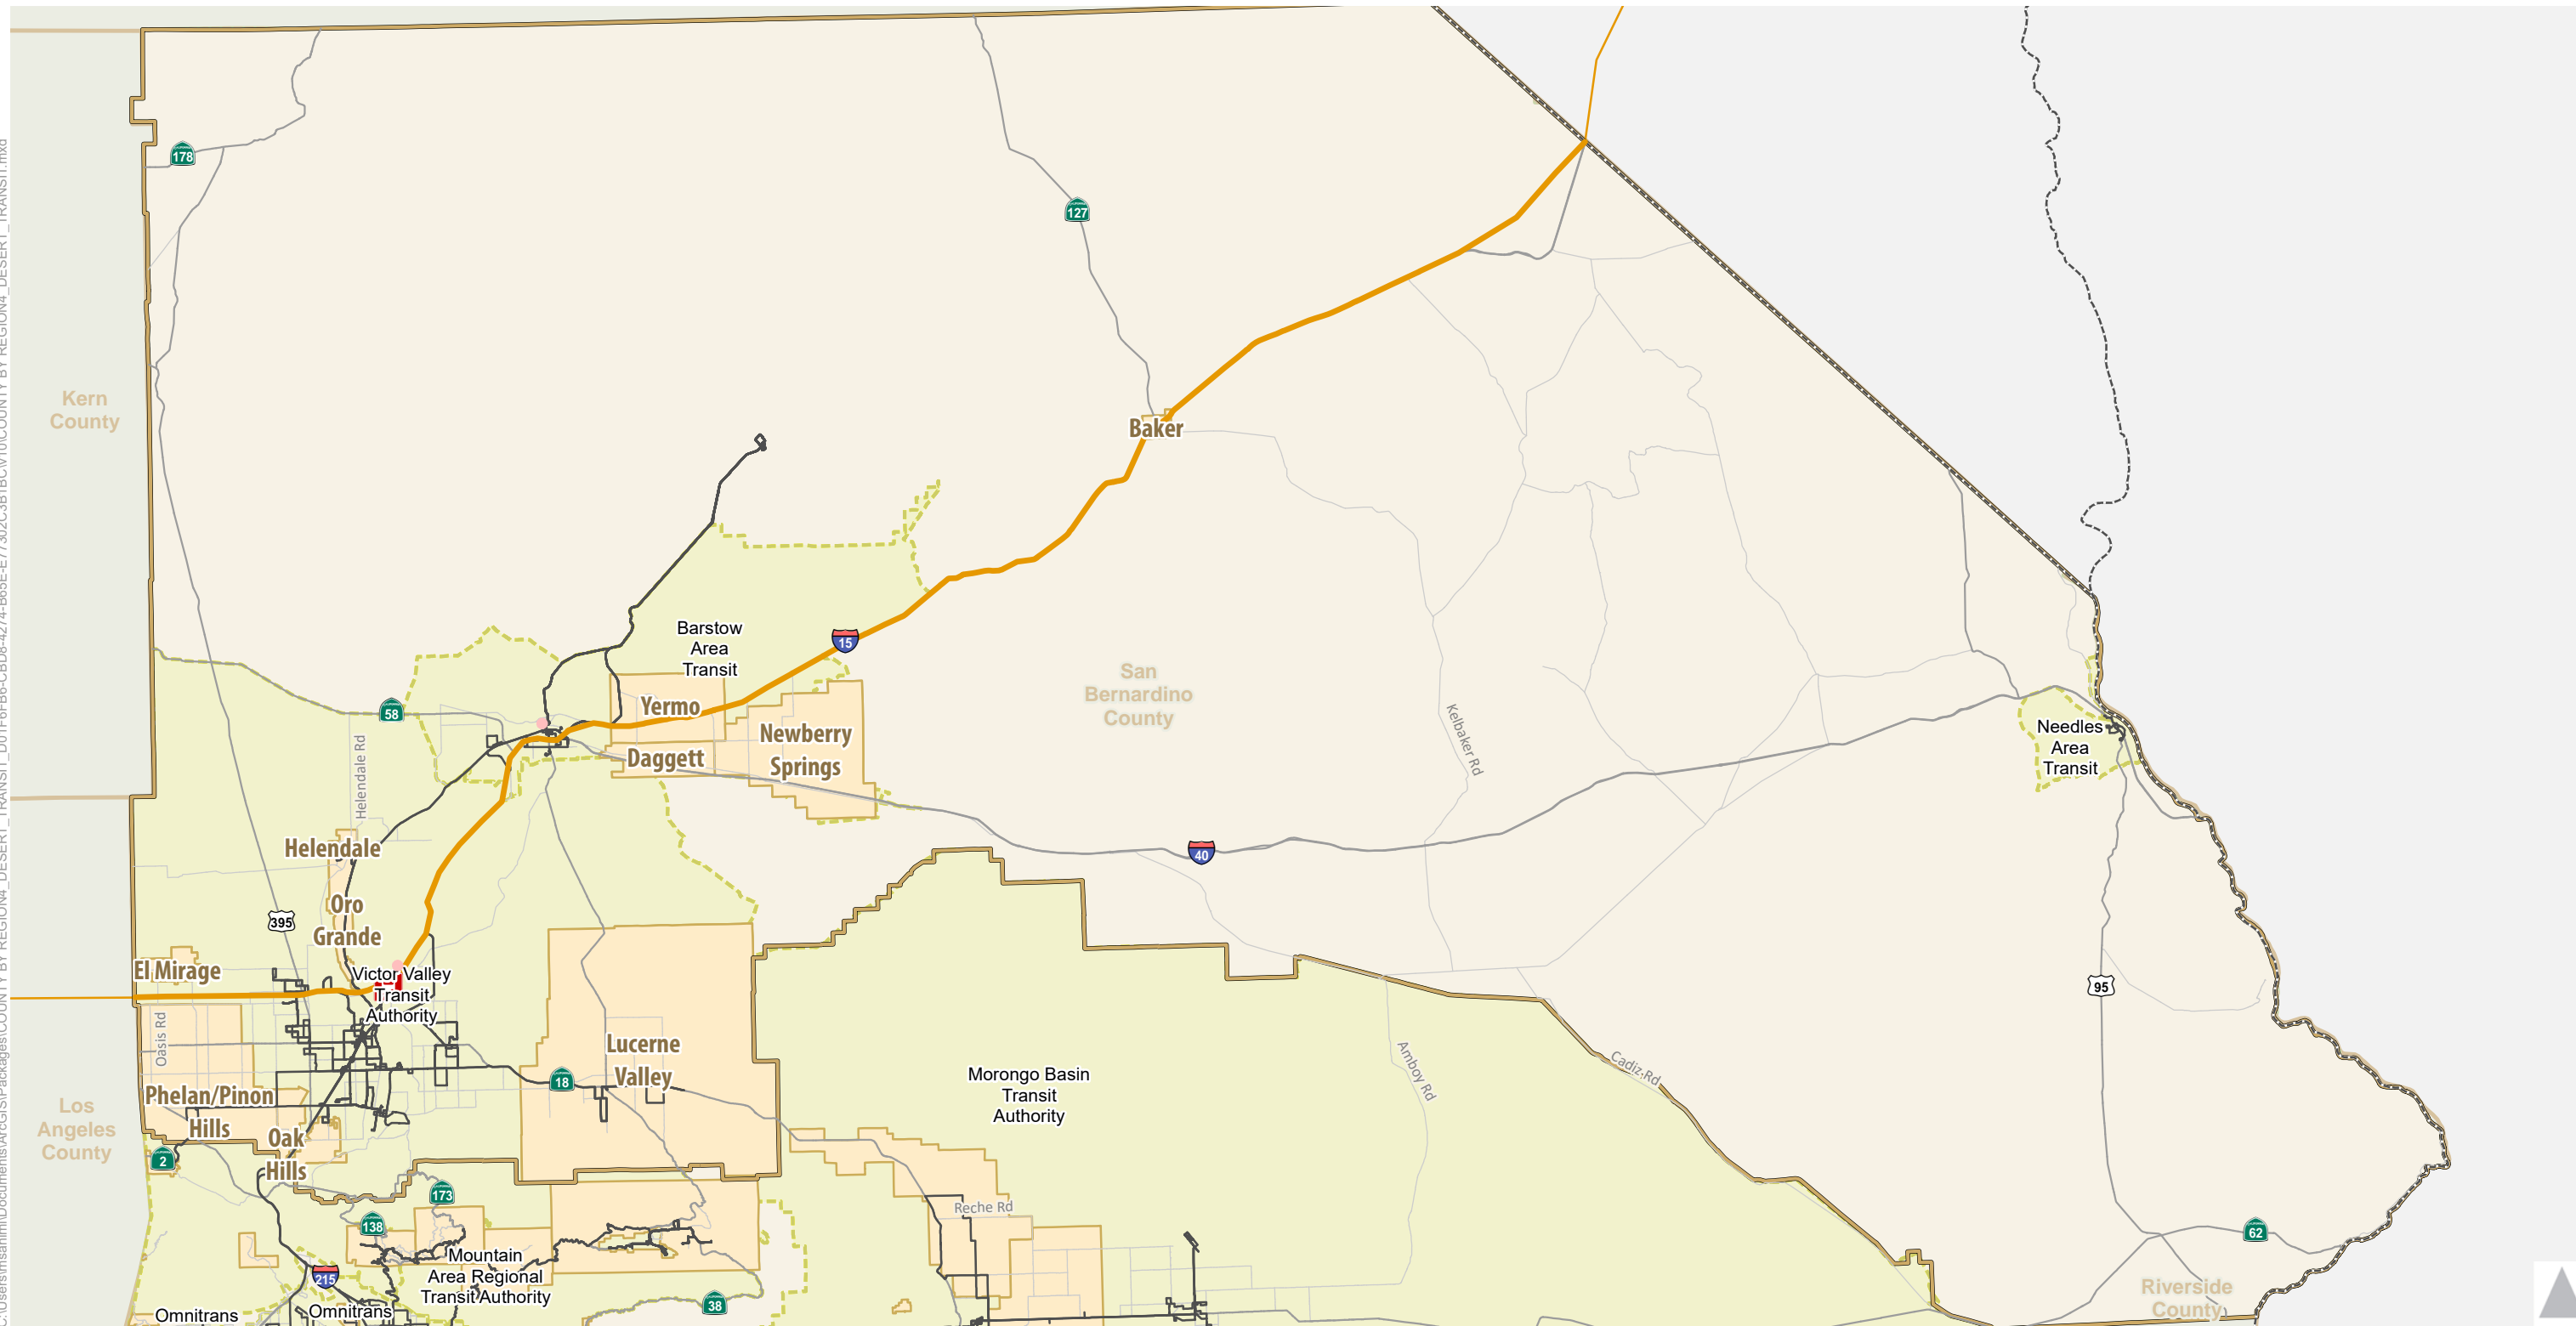 178
127
Kern
County
Baker
Barstow
Area
Transit
15
San
Bernardino
County
58
Yermo
Newberry
Springs
Daggett
Helendale Rd
Kelbaker Rd
Needles
Area
Transit
Helendale
40
Oro
Grande
395
El Mirage
Victor Valley
Transit
Authority
95
Oasis Rd
Lucerne
Valley
18
Morongo Basin
Transit
Authority
Amboy Rd
Cadiz Rd
Phelan/Pinon
Hills
Los
Angeles
County
Oak
Hills
2
173
138
Reche Rd
62
Mountain
Area Regional
Transit Authority
215
38
Riverside
County
Omnitrans
Omnitrans